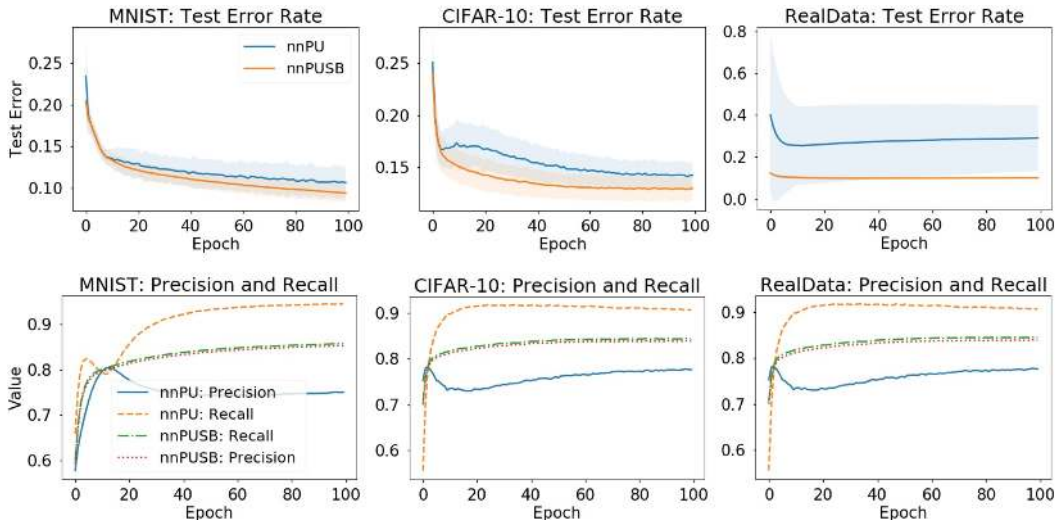 MNIST: Test Error Rate
CIFAR-10: Test Error Rate
RealData: Test Error Rate
Test Error
0.25
0.20
0.15
0.10
nnPU
nnPUSB
0 20 40 60 80 100
Epoch
0.25
0.20
0.15
0 20 40 60 80 100
Epoch
0.8
0.6
0.4
0.2
0.0
0 20 40 60 80 100
Epoch
MNIST: Precision and Recall
CIFAR-10: Precision and Recall
RealData: Precision and Recall
Value
0.9
0.8
0.7
0.6
nnPU: Precision
nnPU: Recall
nnPUSB: Recall
nnPUSB: Precision
0 20 40 60 80 100
Epoch
0.9
0.8
0.7
0.6
0 20 40 60 80 100
Epoch
0.9
0.8
0.7
0.6
0 20 40 60 80 100
Epoch